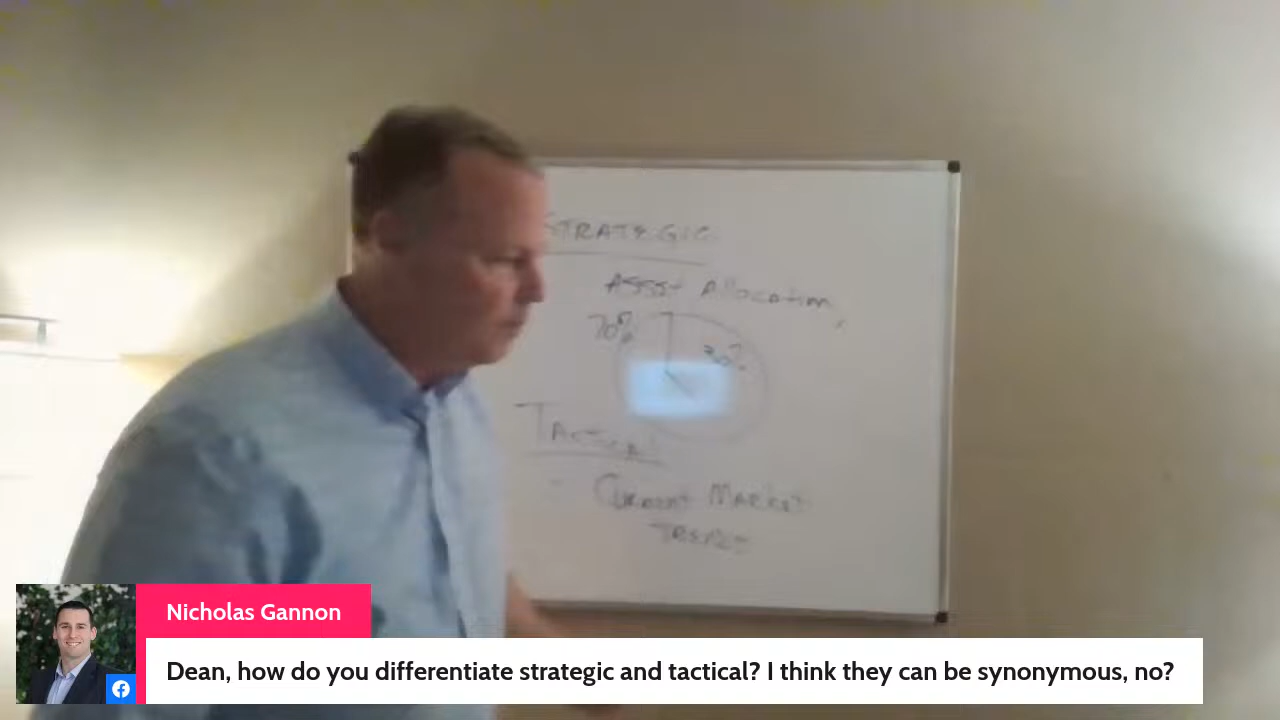 STRATEGIC
Asset Allocation,
70%
30%
Tactical
Current Market
Trends
Nicholas Gannon
Dean, how do you differentiate strategic and tactical? I think they can be synonymous, no?